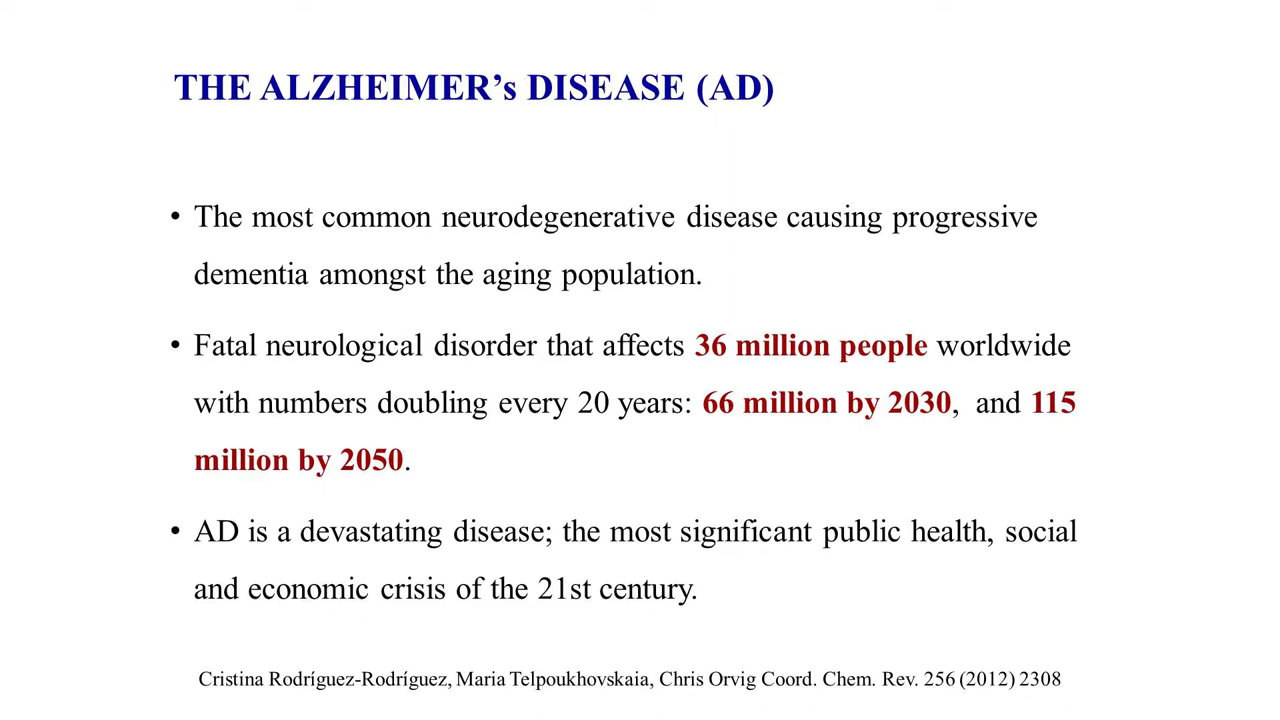 THE ALZHEIMER’s DISEASE (AD)
• The most common neurodegenerative disease causing progressive
dementia amongst the aging population.
• Fatal neurological disorder that affects 36 million people worldwide
with numbers doubling every 20 years: 66 million by 2030, and 115
million by 2050.
• AD is a devastating disease; the most significant public health, social
and economic crisis of the 21st century.
Cristina Rodríguez-Rodríguez, Maria Telpoukhovskaia, Chris Orvig Coord. Chem. Rev. 256 (2012) 2308